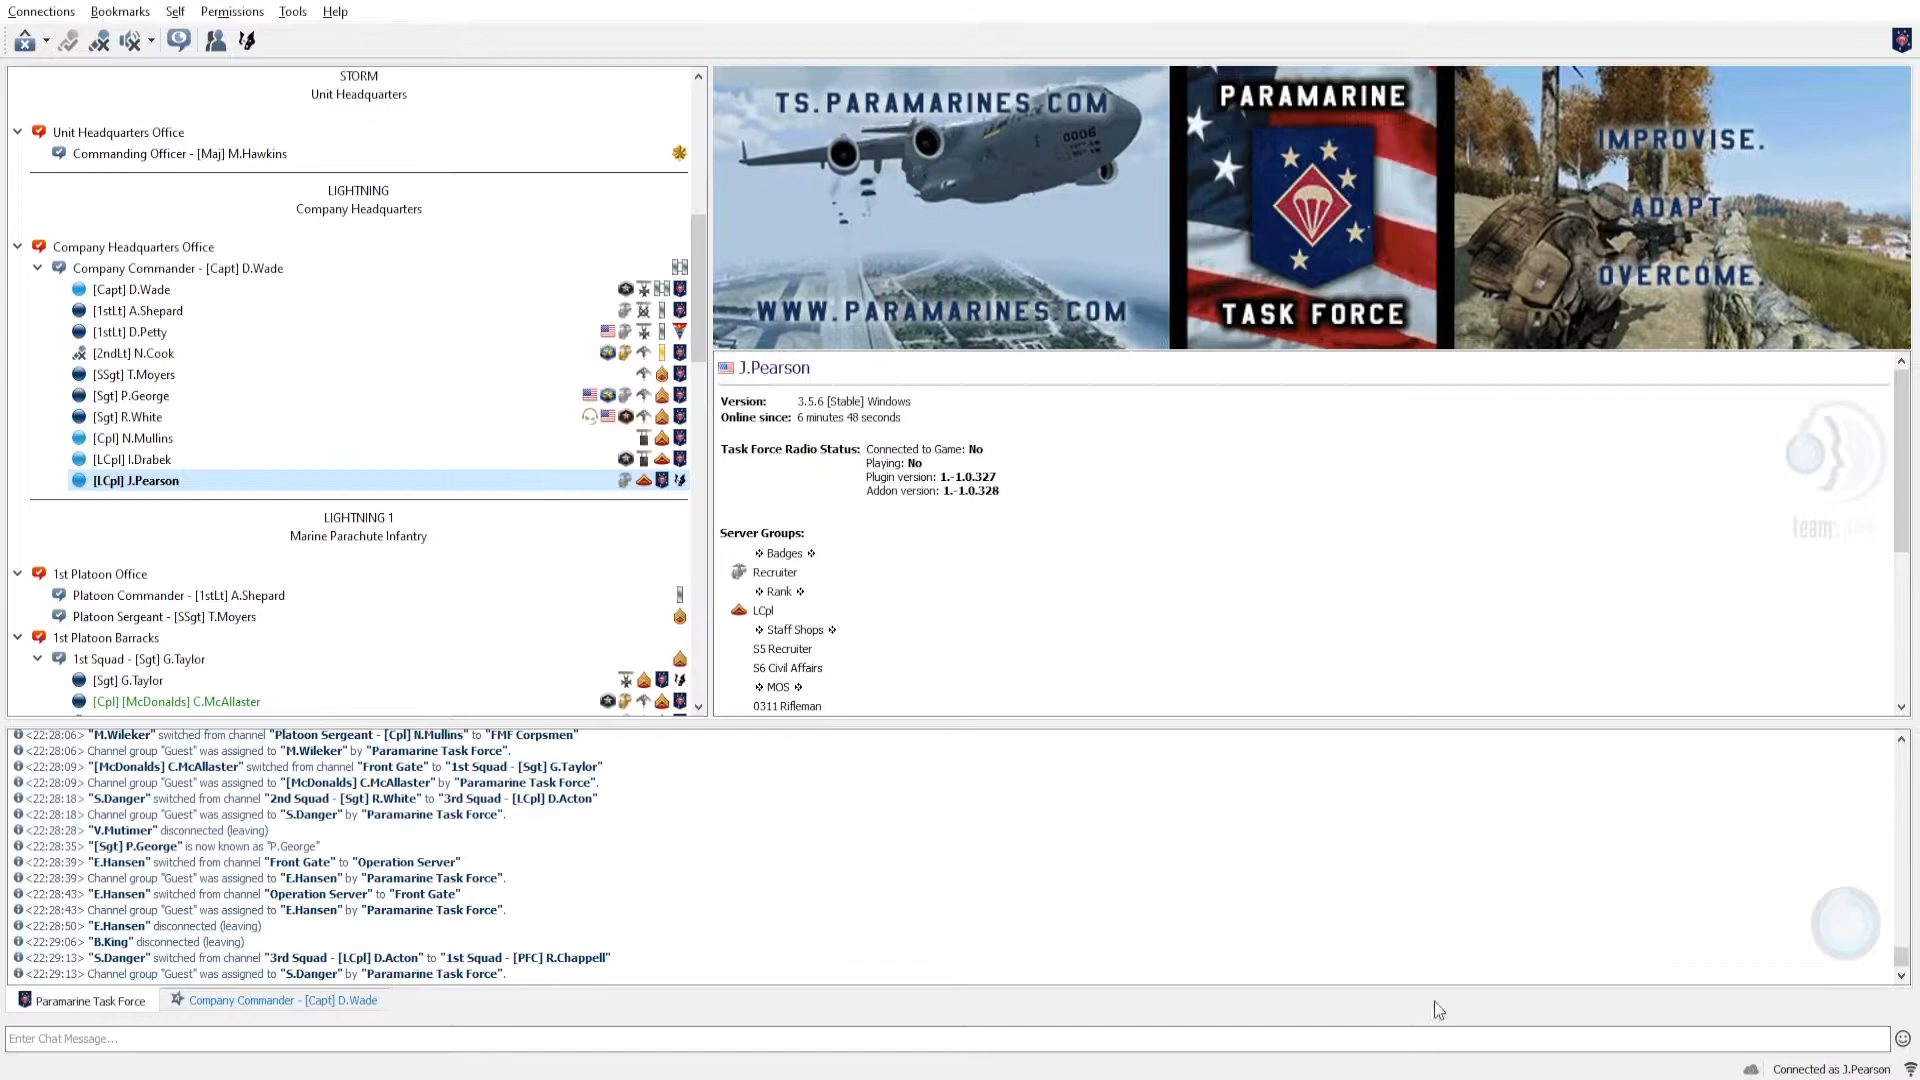 Connections Bookmarks Self Permissions Tools Help
STORM
Unit Headquarters
Unit Headquarters Office
Commanding Officer - [Maj] M.Hawkins
LIGHTNING
Company Headquarters
Company Headquarters Office
Company Commander - [Capt] D.Wade
[Capt] D.Wade
[1stLt] A.Shepard
[1stLt] D.Petty
[2ndLt] N.Cook
[SSgt] T.Moyers
[Sgt] P.George
[Sgt] R.White
[Cpl] N.Mullins
[LCpl] I.Drabek
[LCpl] J.Pearson
LIGHTNING 1
Marine Parachute Infantry
1st Platoon Office
Platoon Commander - [1stLt] A.Shepard
Platoon Sergeant - [SSgt] T.Moyers
1st Platoon Barracks
1st Squad - [Sgt] G.Taylor
[Sgt] G.Taylor
[Cpl] [McDonalds] C.McAllaster
TS.PARAMARINES.COM
0006
WWW.PARAMARINES.COM
PARAMARINE
TASK FORCE
IMPROVISE.
ADAPT
OVERCOME.
J.Pearson
Version: 3.5.6 [Stable] Windows
Online since: 6 minutes 48 seconds
Task Force Radio Status: Connected to Game: No
Playing: No
Plugin version: 1.-1.0.327
Addon version: 1.-1.0.328
Server Groups:
❖ Badges ❖
Recruiter
❖ Rank ❖
LCpl
❖ Staff Shops ❖
S5 Recruiter
S6 Civil Affairs
❖ MOS ❖
0311 Rifleman
<22:28:06> "M.Wileker" switched from channel "Platoon Sergeant - [Cpl] N.Mullins" to "FMF Corpsmen"
<22:28:06> Channel group "Guest" was assigned to "M.Wileker" by "Paramarine Task Force".
<22:28:09> "[McDonalds] C.McAllaster" switched from channel "Front Gate" to "1st Squad - [Sgt] G.Taylor"
<22:28:09> Channel group "Guest" was assigned to "[McDonalds] C.McAllaster" by "Paramarine Task Force".
<22:28:18> "S.Danger" switched from channel "2nd Squad - [Sgt] R.White" to "3rd Squad - [LCpl] D.Acton"
<22:28:18> Channel group "Guest" was assigned to "S.Danger" by "Paramarine Task Force".
<22:28:28> "V.Mutimer" disconnected (leaving)
<22:28:35> "[Sgt] P.George" is now known as "P.George"
<22:28:39> "E.Hansen" switched from channel "Front Gate" to "Operation Server"
<22:28:39> Channel group "Guest" was assigned to "E.Hansen" by "Paramarine Task Force".
<22:28:43> "E.Hansen" switched from channel "Operation Server" to "Front Gate"
<22:28:43> Channel group "Guest" was assigned to "E.Hansen" by "Paramarine Task Force".
<22:28:50> "E.Hansen" disconnected (leaving)
<22:29:06> "B.King" disconnected (leaving)
<22:29:13> "S.Danger" switched from channel "3rd Squad - [LCpl] D.Acton" to "1st Squad - [PFC] R.Chappell"
<22:29:13> Channel group "Guest" was assigned to "S.Danger" by "Paramarine Task Force".
Paramarine Task Force
Company Commander - [Capt] D.Wade
Enter Chat Message...
Connected as J.Pearson